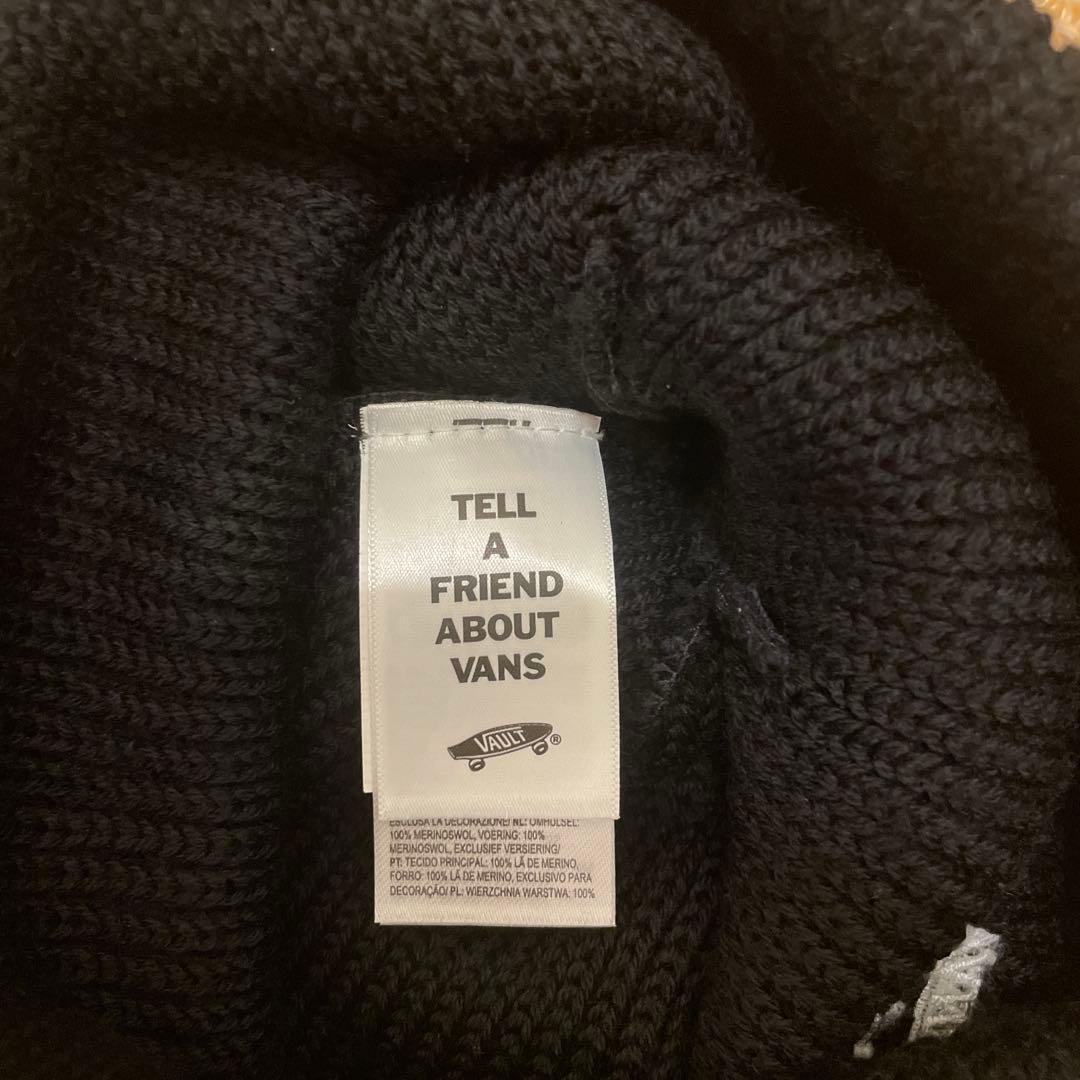 TELL
A
FRIEND
ABOUT
VANS
VAULT®
ESCLUSA LA DECORAZIONE/ NL: OMHULSEL:
100% MERINOSWOL, VOERING: 100%
MERINOSWOL, EXCLUSIEF VERSIERING/
PT: TECIDO PRINCIPAL: 100% LÃ DE MERINO,
FORRO: 100% LÃ DE MERINO, EXCLUSIVO PARA
DECORAÇÃO/ PL: WIERZCHNIA WARSTWA: 100%